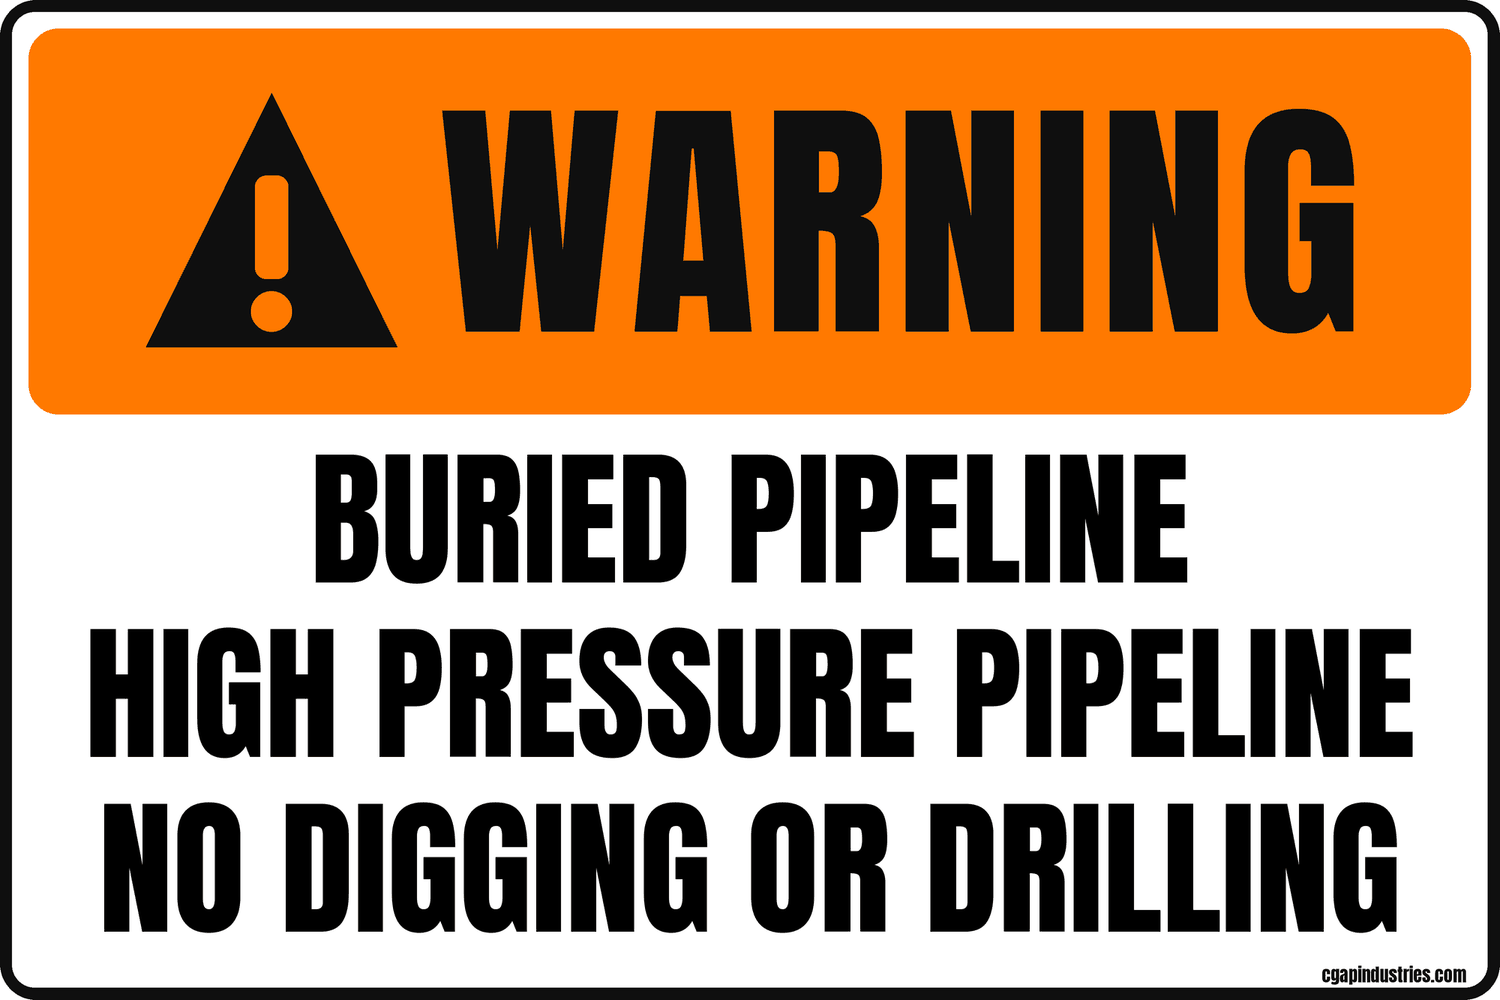 WARNING
BURIED PIPELINE
HIGH PRESSURE PIPELINE
NO DIGGING OR DRILLING
cgapindustries.com